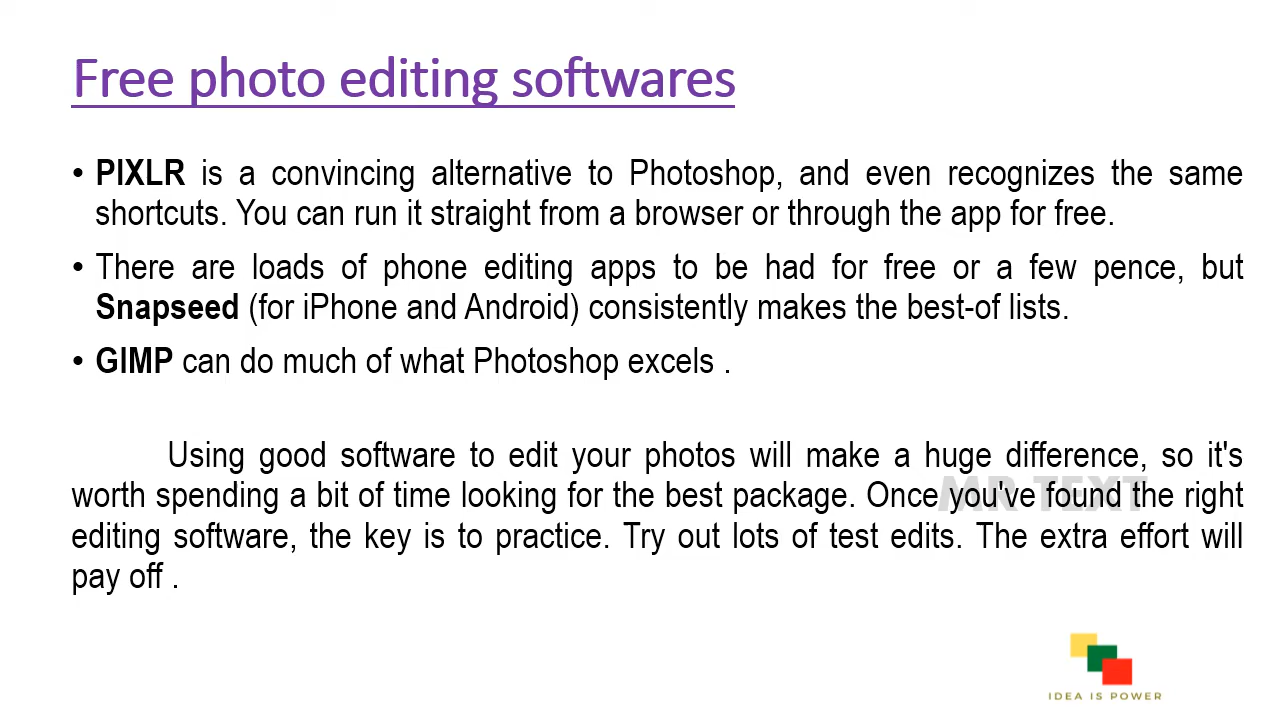 Free photo editing softwares
• PIXLR is a convincing alternative to Photoshop, and even recognizes the same
shortcuts. You can run it straight from a browser or through the app for free.
• There are loads of phone editing apps to be had for free or a few pence, but
Snapseed (for iPhone and Android) consistently makes the best-of lists.
• GIMP can do much of what Photoshop excels .
Using good software to edit your photos will make a huge difference, so it's
worth spending a bit of time looking for the best package. Once you've found the right
MR TEXT
editing software, the key is to practice. Try out lots of test edits. The extra effort will
pay off .
IDEA IS POWER